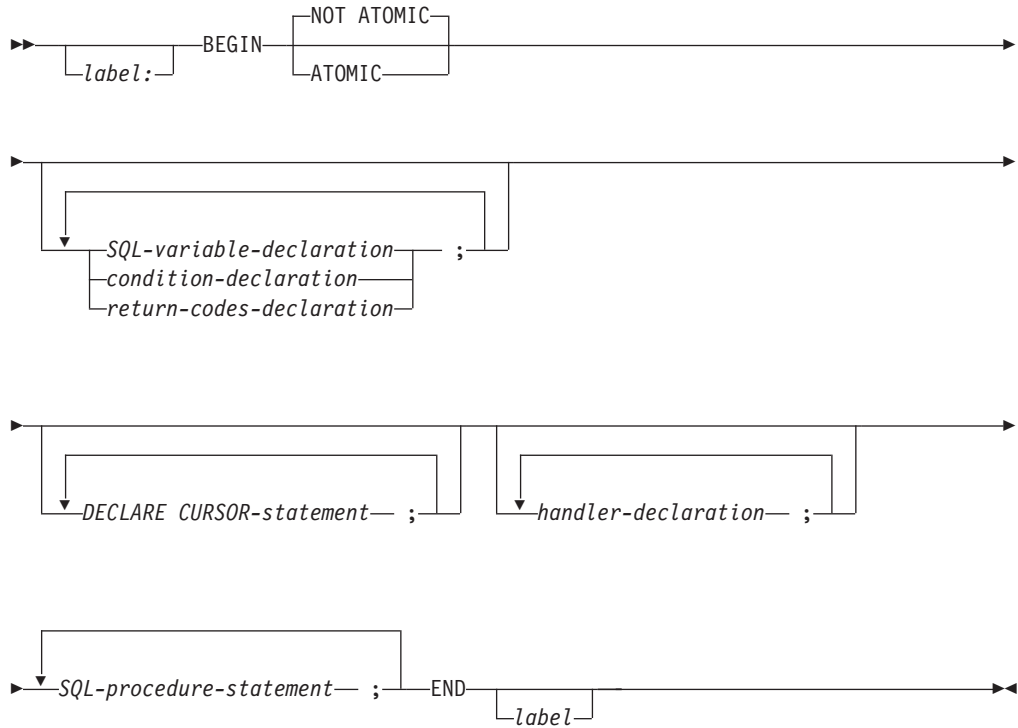 NOT ATOMIC
label: BEGIN
ATOMIC
SQL-variable-declaration ;
condition-declaration
return-codes-declaration
DECLARE CURSOR-statement ; handler-declaration ;
SQL-procedure-statement ; END
label